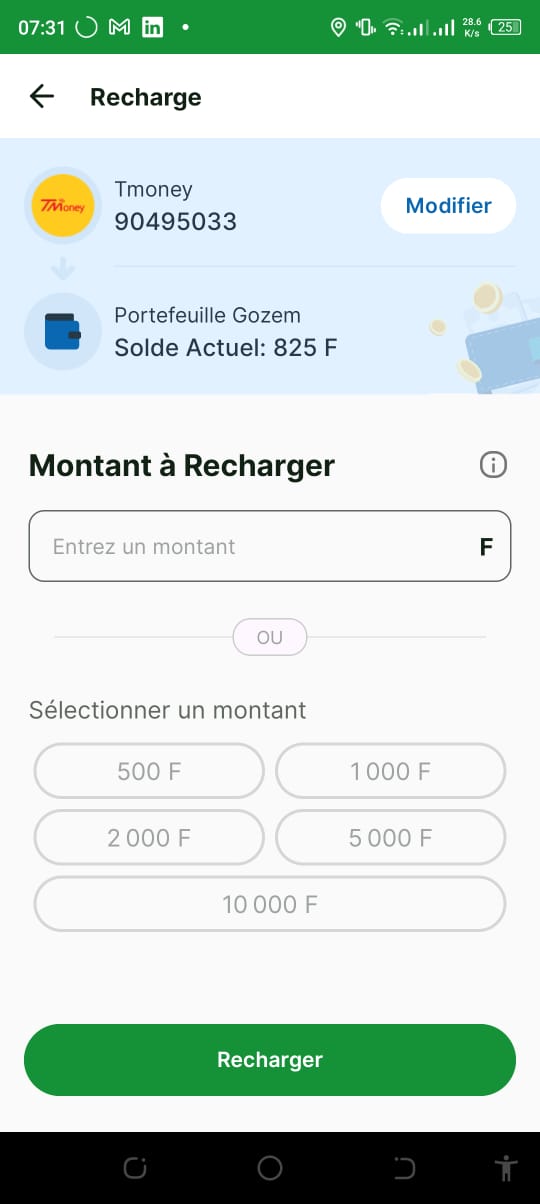 07:31
28.6
K/s
25
Recharge
TMoney
Tmoney
90495033
Modifier
Portefeuille Gozem
Solde Actuel: 825 F
Montant à Recharger
Entrez un montant F
OU
Sélectionner un montant
500 F
1 000 F
2 000 F
5 000 F
10 000 F
Recharger